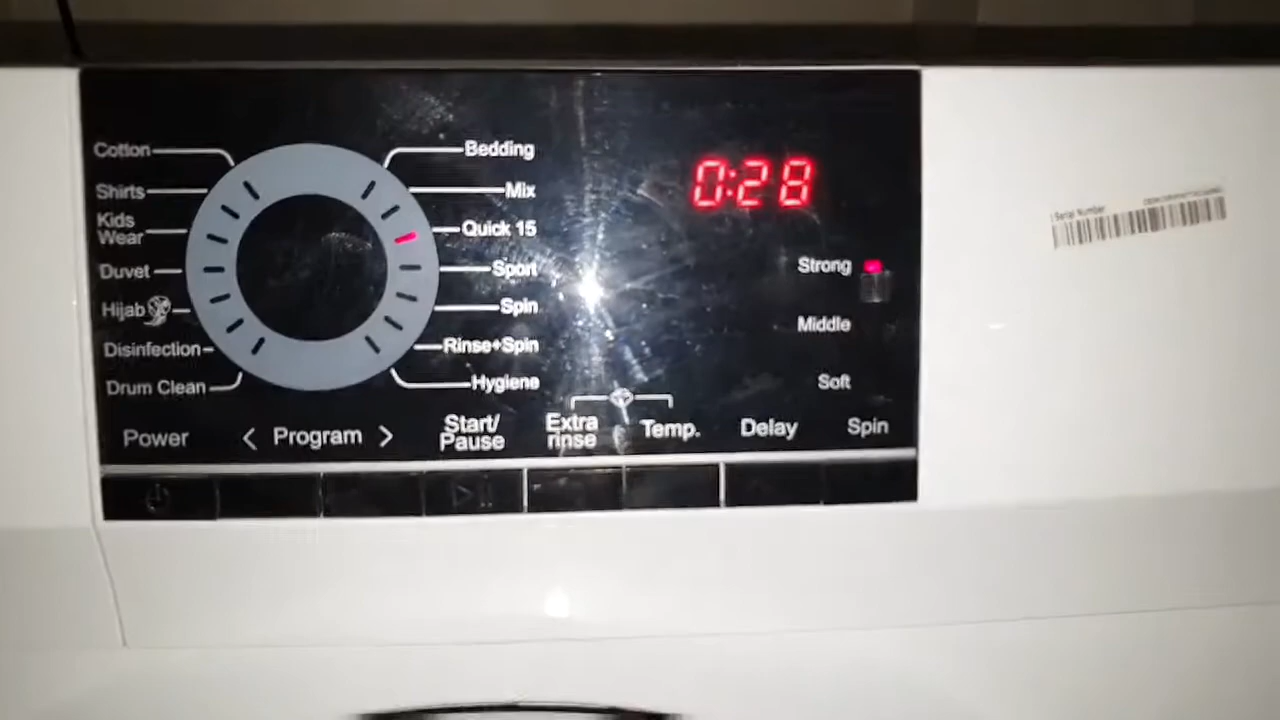 Cotton
Shirts
Kids
Wear
Duvet
Hijab
Disinfection
Drum Clean
Bedding
Mix
Quick 15
Sport
Spin
Rinse+Spin
Hygiene
0:28
Strong
Middle
Soft
Power
< Program >
Start/
Pause
Extra
rinse
Temp.
Delay
Spin
Serial Number